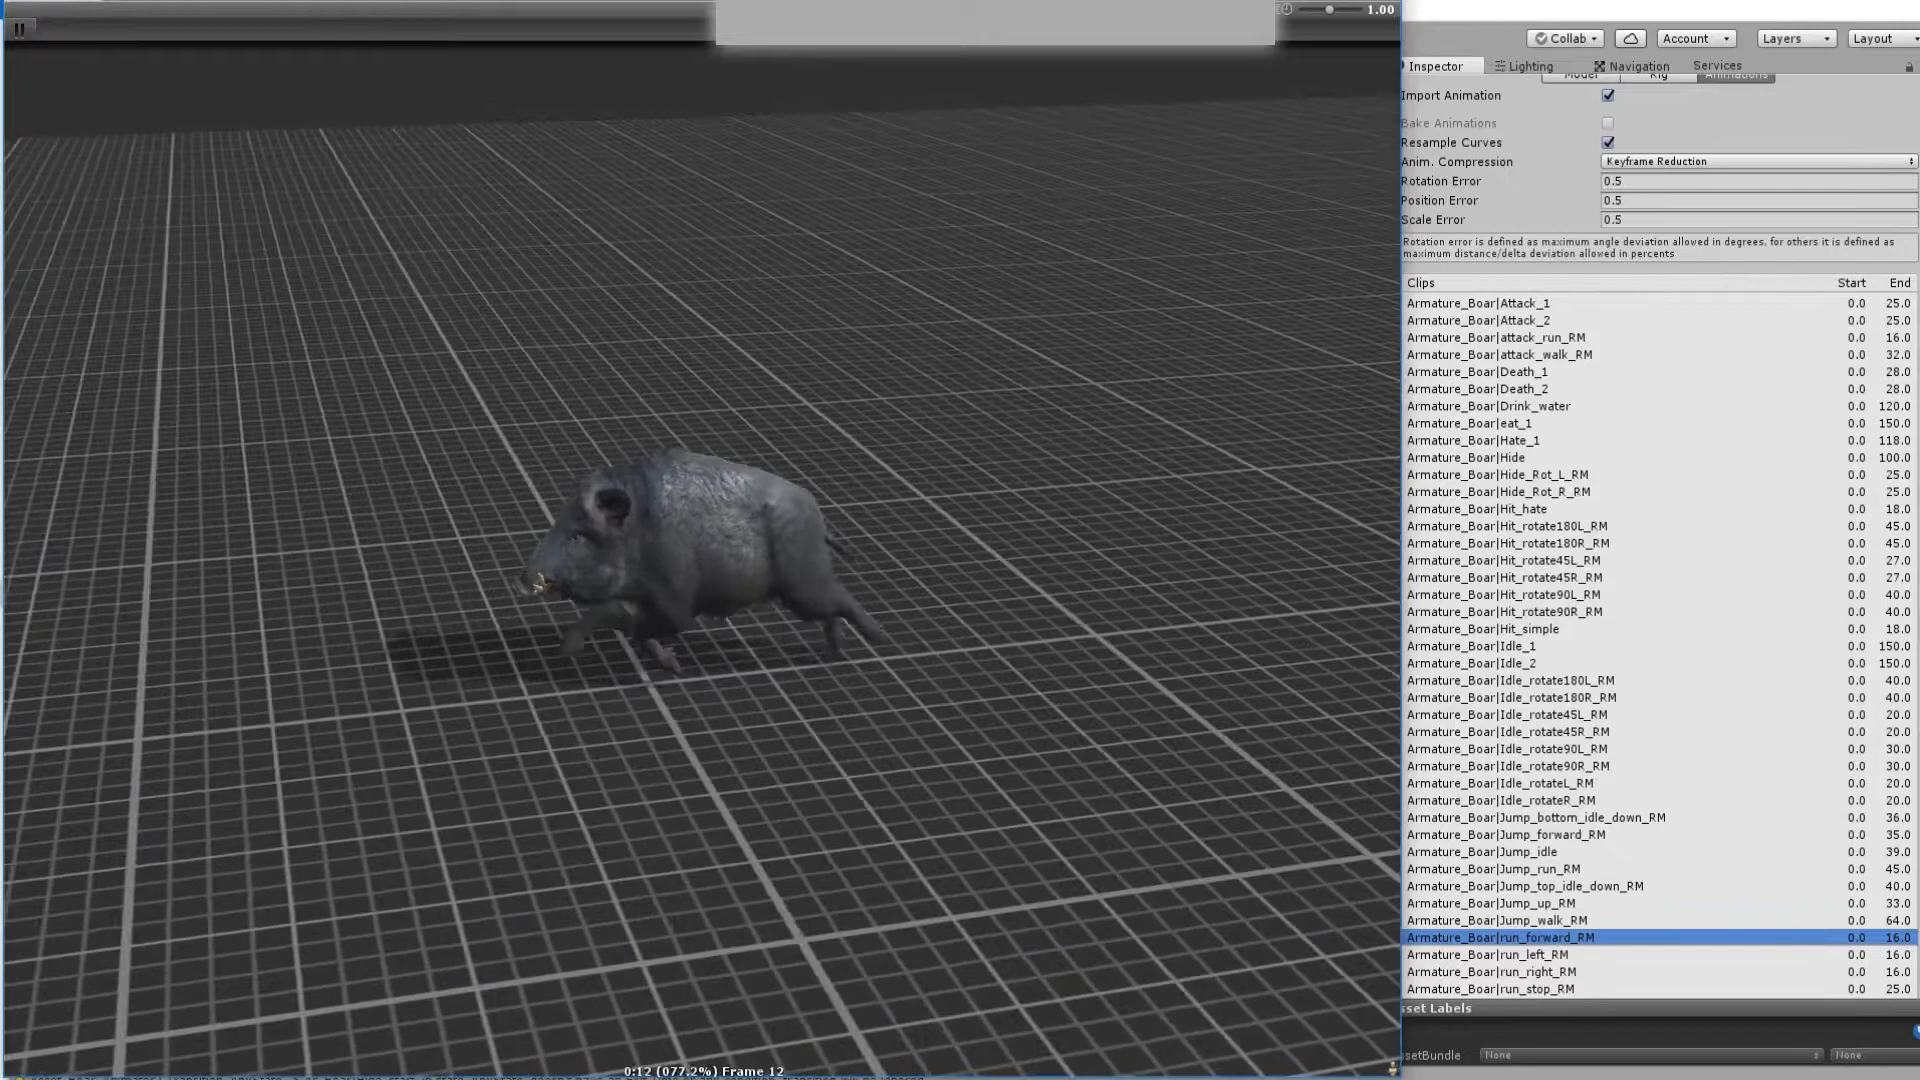 1.00
Collab
Account
Layers
Layout
Inspector
Lighting
Navigation
Services
Model
Rig
Animations
Import Animation
Bake Animations
Resample Curves
Anim. Compression
Keyframe Reduction
Rotation Error
0.5
Position Error
0.5
Scale Error
0.5
Rotation error is defined as maximum angle deviation allowed in degrees, for others it is defined as
maximum distance/delta deviation allowed in percents
Clips Start End
Armature_Boar|Attack_1 0.0 25.0
Armature_Boar|Attack_2 0.0 25.0
Armature_Boar|attack_run_RM 0.0 16.0
Armature_Boar|attack_walk_RM 0.0 32.0
Armature_Boar|Death_1 0.0 28.0
Armature_Boar|Death_2 0.0 28.0
Armature_Boar|Drink_water 0.0 120.0
Armature_Boar|eat_1 0.0 150.0
Armature_Boar|Hate_1 0.0 118.0
Armature_Boar|Hide 0.0 100.0
Armature_Boar|Hide_Rot_L_RM 0.0 25.0
Armature_Boar|Hide_Rot_R_RM 0.0 25.0
Armature_Boar|Hit_hate 0.0 18.0
Armature_Boar|Hit_rotate180L_RM 0.0 45.0
Armature_Boar|Hit_rotate180R_RM 0.0 45.0
Armature_Boar|Hit_rotate45L_RM 0.0 27.0
Armature_Boar|Hit_rotate45R_RM 0.0 27.0
Armature_Boar|Hit_rotate90L_RM 0.0 40.0
Armature_Boar|Hit_rotate90R_RM 0.0 40.0
Armature_Boar|Hit_simple 0.0 18.0
Armature_Boar|Idle_1 0.0 150.0
Armature_Boar|Idle_2 0.0 150.0
Armature_Boar|Idle_rotate180L_RM 0.0 40.0
Armature_Boar|Idle_rotate180R_RM 0.0 40.0
Armature_Boar|Idle_rotate45L_RM 0.0 20.0
Armature_Boar|Idle_rotate45R_RM 0.0 20.0
Armature_Boar|Idle_rotate90L_RM 0.0 30.0
Armature_Boar|Idle_rotate90R_RM 0.0 30.0
Armature_Boar|Idle_rotateL_RM 0.0 20.0
Armature_Boar|Idle_rotateR_RM 0.0 20.0
Armature_Boar|Jump_bottom_idle_down_RM 0.0 36.0
Armature_Boar|Jump_forward_RM 0.0 35.0
Armature_Boar|Jump_idle 0.0 39.0
Armature_Boar|Jump_run_RM 0.0 45.0
Armature_Boar|Jump_top_idle_down_RM 0.0 40.0
Armature_Boar|Jump_up_RM 0.0 33.0
Armature_Boar|Jump_walk_RM 0.0 64.0
Armature_Boar|run_forward_RM 0.0 16.0
Armature_Boar|run_left_RM 0.0 16.0
Armature_Boar|run_right_RM 0.0 16.0
Armature_Boar|run_stop_RM 0.0 25.0
sset Labels
ssetBundle None None
0:12 (077.2%) Frame 12